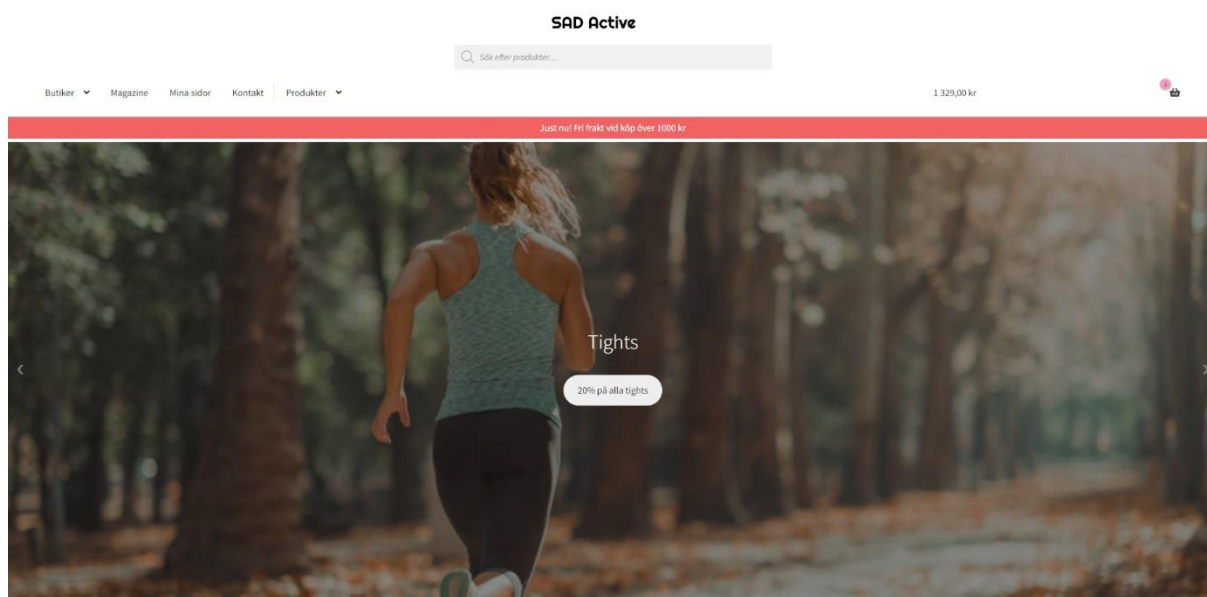 SAD Active
Sök efter produkter...
Butiker Magazine Mina sidor Kontakt Produkter 1 329,00 kr 1
Just nu! Fri frakt vid köp över 1000 kr
Tights
20% på alla tights